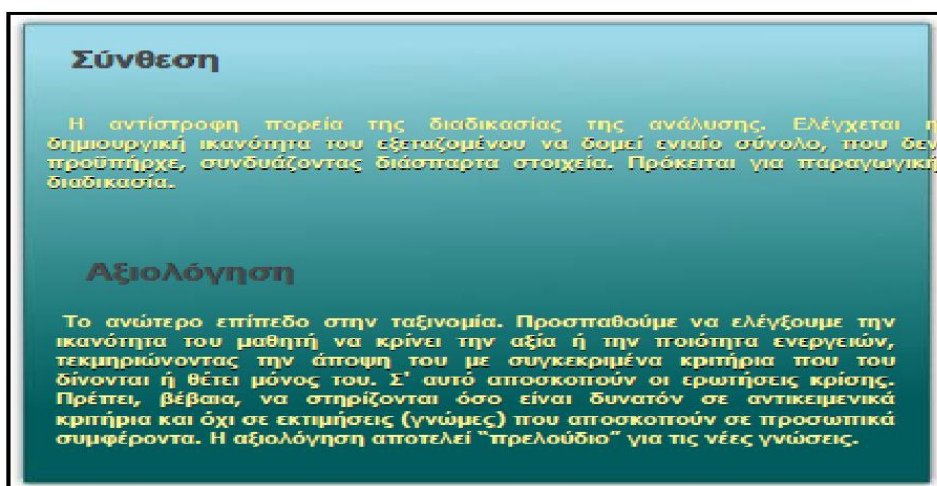 Σύνθεση
Η αντίστροφη πορεία της διαδικασίας της ανάλυσης. Ελέγχεται η
δημιουργική ικανότητα του εξεταζομένου να δομεί ενιαίο σύνολο, που δεν
προϋπήρχε, συνδυάζοντας διάσπαρτα στοιχεία. Πρόκειται για παραγωγική
διαδικασία.
Αξιολόγηση
Το ανώτερο επίπεδο στην ταξινομία. Προσπαθούμε να ελέγξουμε την
ικανότητα του μαθητή να κρίνει την αξία ή την ποιότητα ενεργειών,
τεκμηριώνοντας την άποψη του με συγκεκριμένα κριτήρια που του
δίνονται ή θέτει μόνος του. Σ' αυτό αποσκοπούν οι ερωτήσεις κρίσης.
Πρέπει, βέβαια, να στηρίζονται όσο είναι δυνατόν σε αντικειμενικά
κριτήρια και όχι σε εκτιμήσεις (γνώμες) που αποσκοπούν σε προσωπικά
συμφέροντα. Η αξιολόγηση αποτελεί “πρελούδιο” για τις νέες γνώσεις.